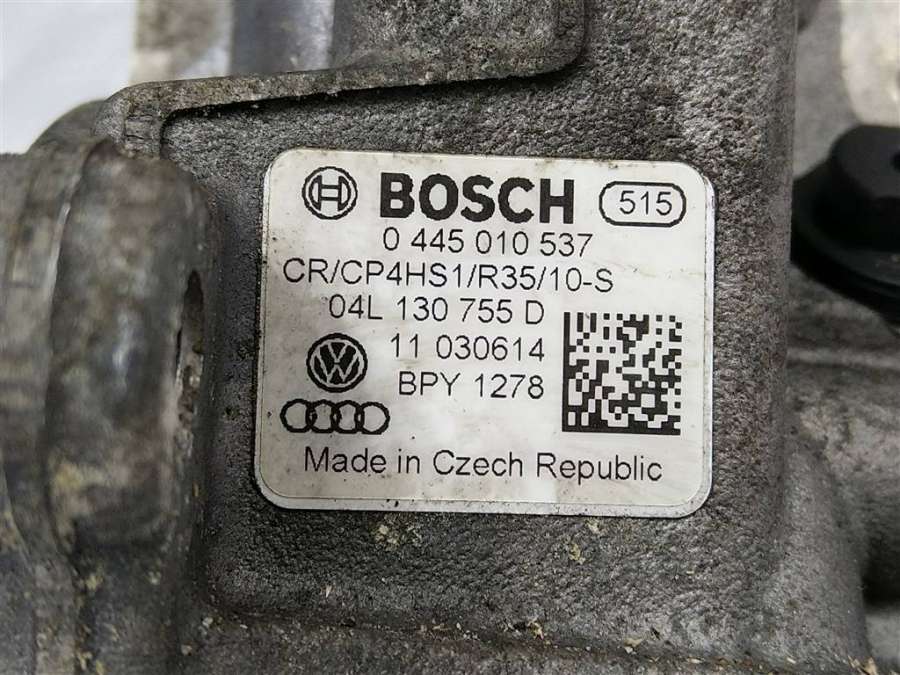 BOSCH 515
0 445 010 537
CR/CP4HS1/R35/10-S
04L 130 755 D
11 030614
BPY 1278
Made in Czech Republic